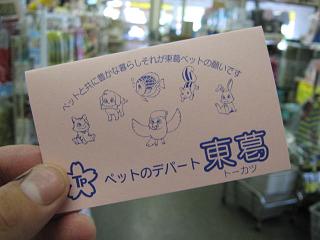 ペットと共に豊かな暮らしそれが東葛ペットの願いです
TP
ペットのデパート東葛
トーカツ